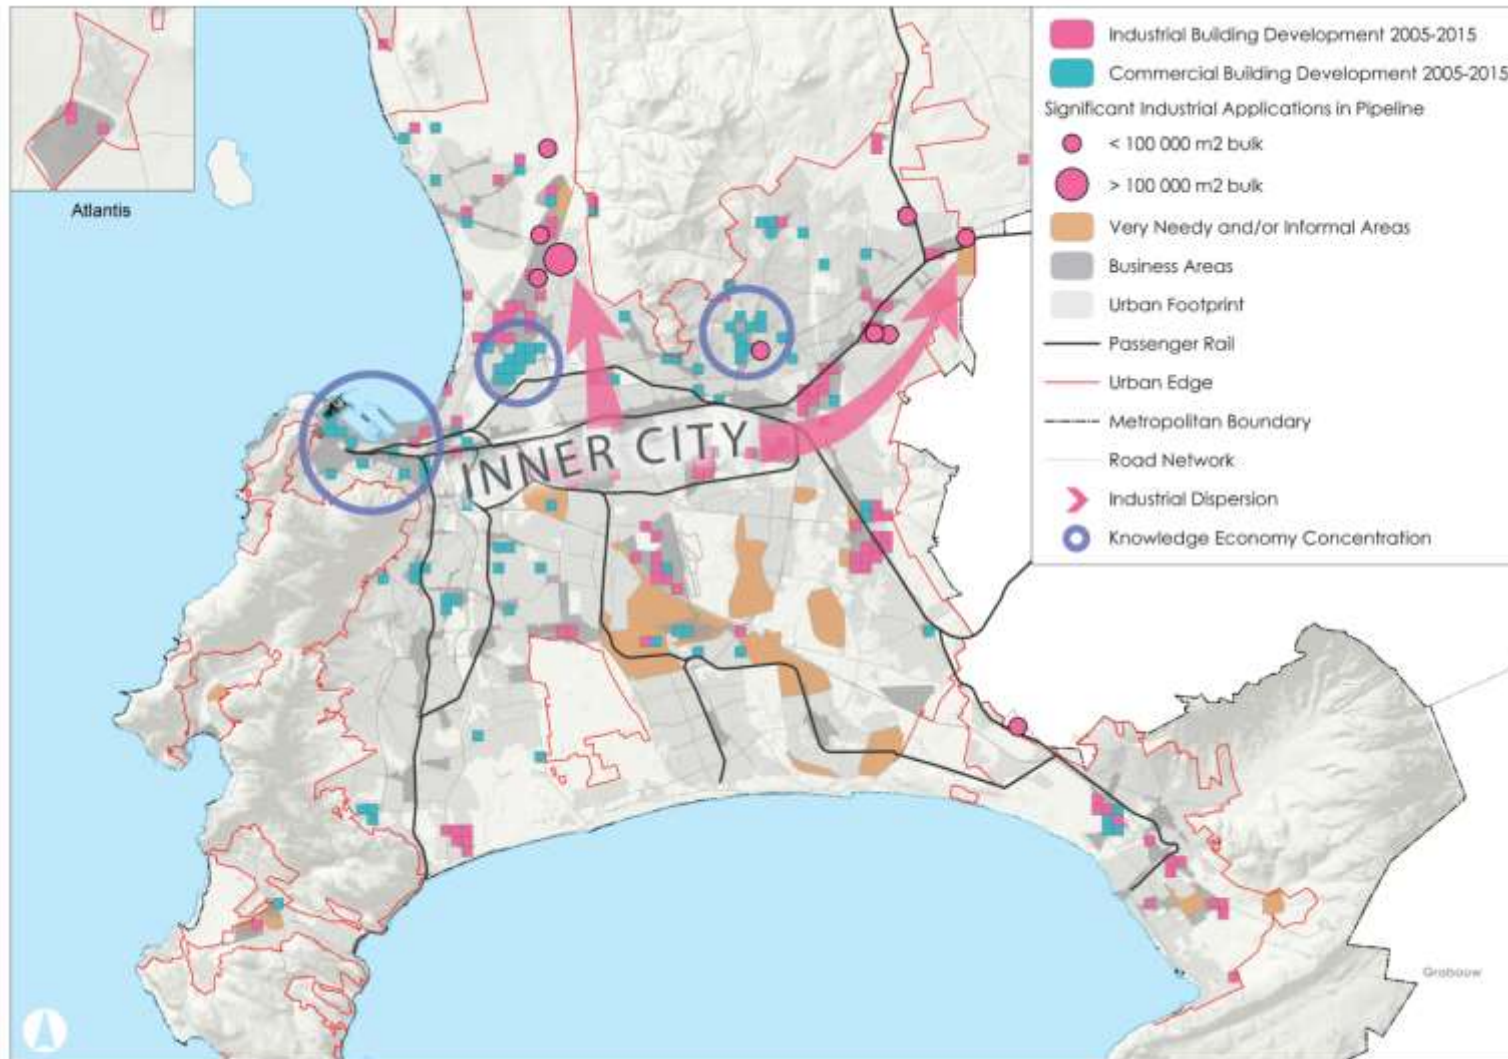 Atlantis
INNER CITY
Industrial Building Development 2005-2015
Commercial Building Development 2005-2015
Significant Industrial Applications in Pipeline
< 100 000 m2 bulk
> 100 000 m2 bulk
Very Needy and/or Informal Areas
Business Areas
Urban Footprint
Passenger Rail
Urban Edge
Metropolitan Boundary
Road Network
Industrial Dispersion
Knowledge Economy Concentration
Grabouw